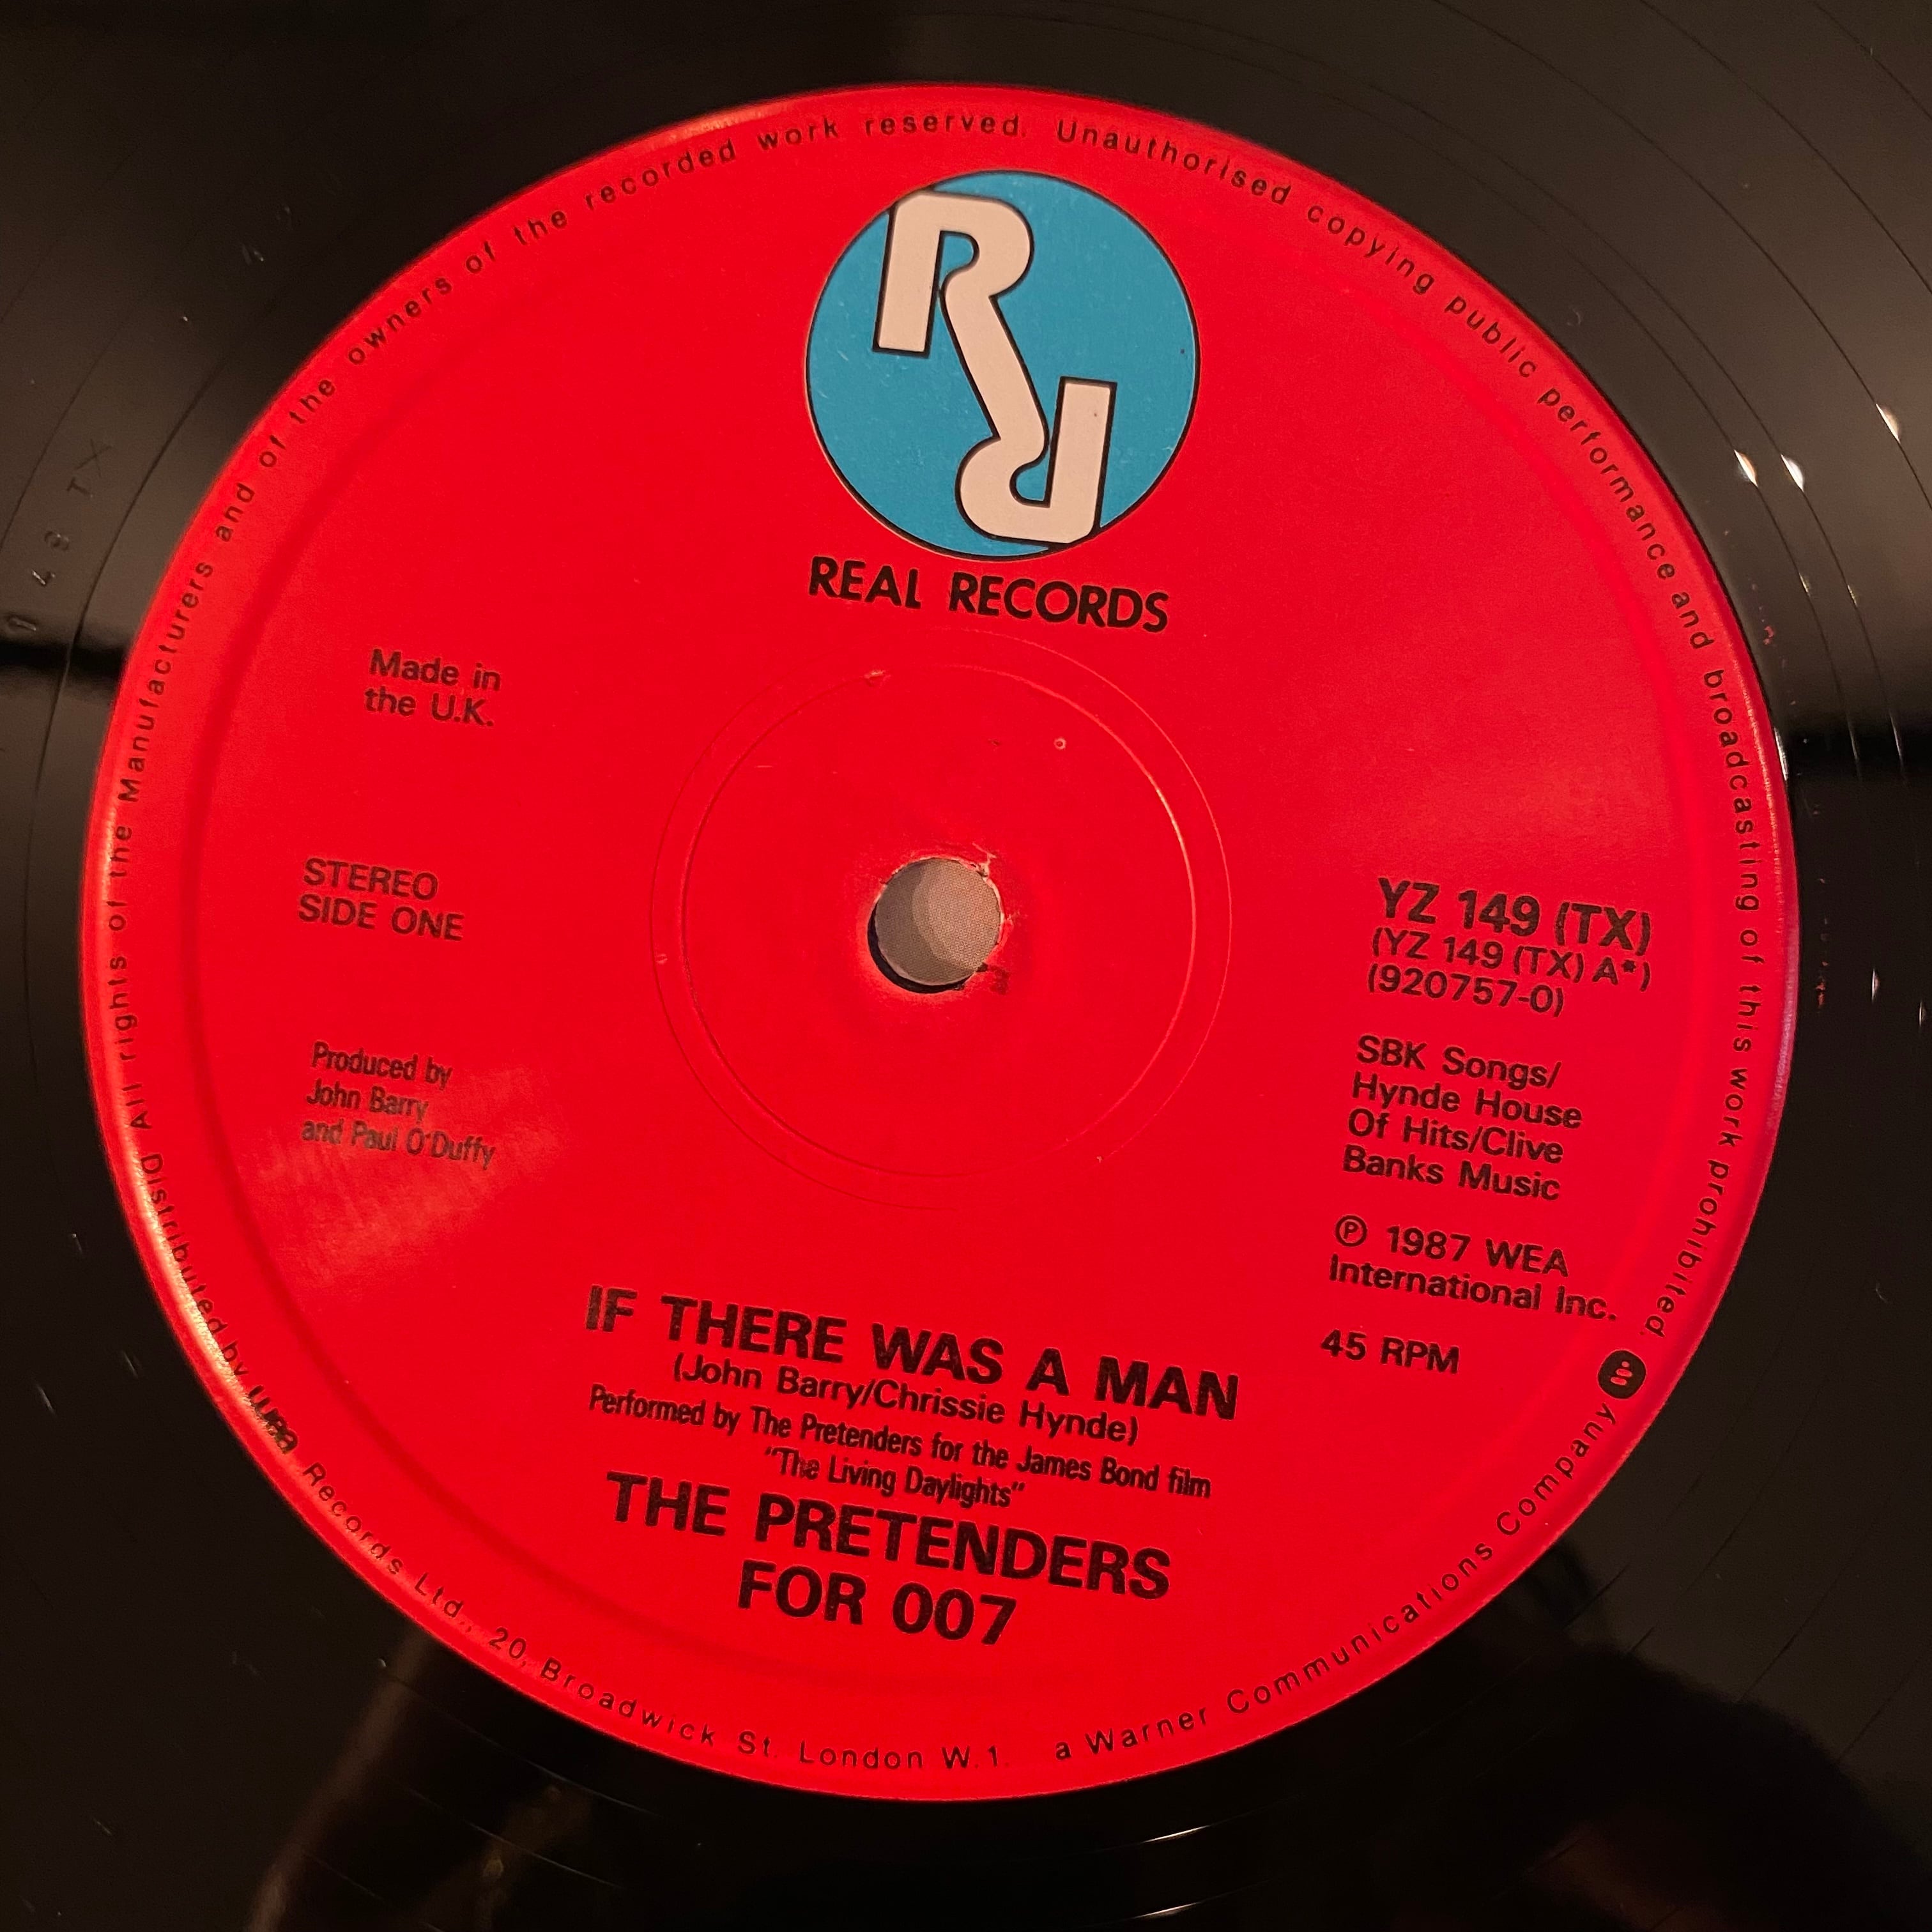 All rights of the Manufacturers and of the owners of the recorded work reserved. Unauthorised copying public performance and broadcasting of this work prohibited.
RR
REAL RECORDS
Made in
the U.K.
STEREO
SIDE ONE
Produced by
John Barry
and Paul O'Duffy
YZ 149 (TX)
(YZ 149 (TX) A*)
(920757-0)
SBK Songs/
Hynde House
Of Hits/Clive
Banks Music
Ⓟ 1987 WEA
International Inc.
45 RPM
IF THERE WAS A MAN
(John Barry/Chrissie Hynde)
Performed by The Pretenders for the James Bond film
"The Living Daylights"
THE PRETENDERS
FOR 007
Distributed by wea Records Ltd., 20, Broadwick St. London W.1. a Warner Communications Company